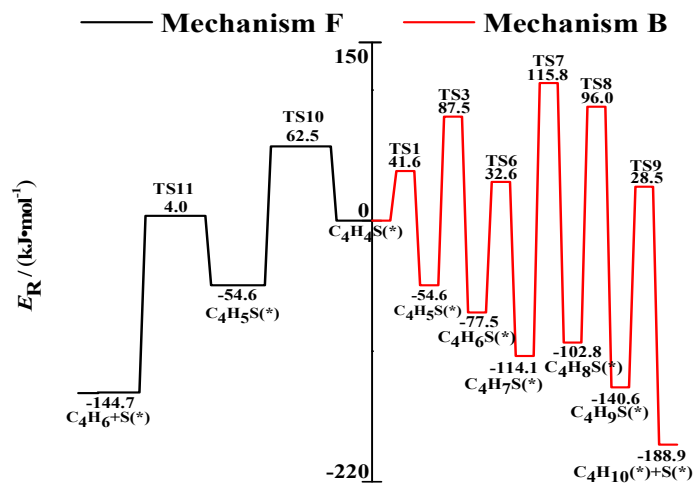 Mechanism F
Mechanism B
150
0
-220
E_R / (kJ•mol⁻¹)
TS11
4.0
TS10
62.5
-54.6
C₄H₅S(*)
-144.7
C₄H₆+S(*)
C₄H₄S(*)
TS1
41.6
TS3
87.5
TS6
32.6
TS7
115.8
TS8
96.0
TS9
28.5
-54.6
C₄H₅S(*)
-77.5
C₄H₆S(*)
-114.1
C₄H₇S(*)
-102.8
C₄H₈S(*)
-140.6
C₄H₉S(*)
-188.9
C₄H₁₀(*)+S(*)